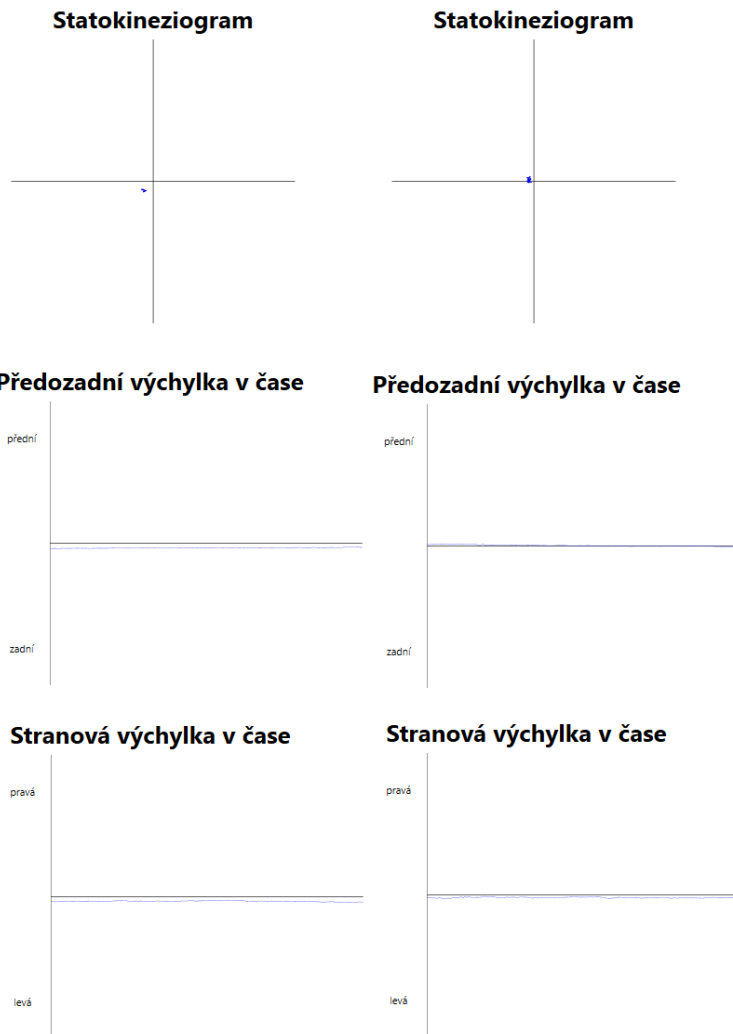 Statokineziogram
Statokineziogram
Předozadní výchylka v čase
Předozadní výchylka v čase
přední
přední
zadní
zadní
Stranová výchylka v čase
Stranová výchylka v čase
pravá
pravá
levá
levá